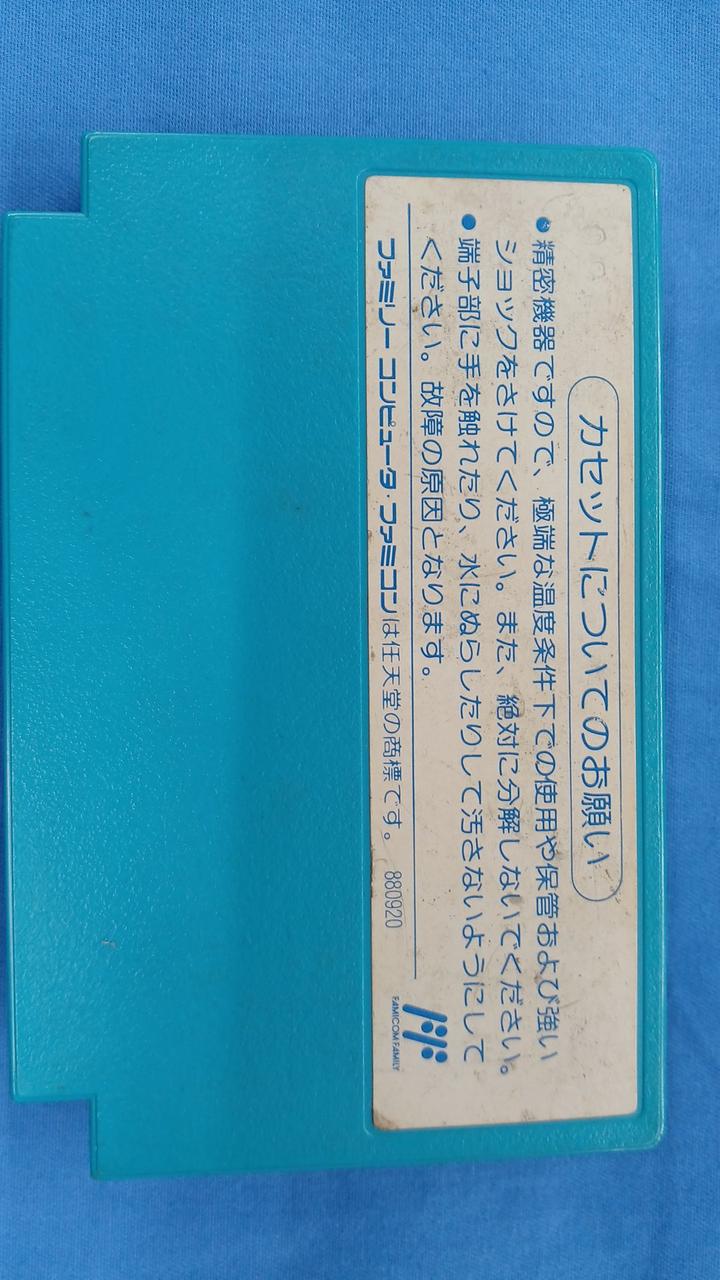 カセットについてのお願い
●精密機器ですので、極端な温度条件下での使用や保管および強い
ショックをさけてください。また、絶対に分解しないでください。
●端子部に手を触れたり、水にぬらしたりして汚さないようにして
ください。故障の原因となります。
ファミリー コンピュータ・ファミコンは任天堂の商標です。 880920
FAMICOM FAMILY